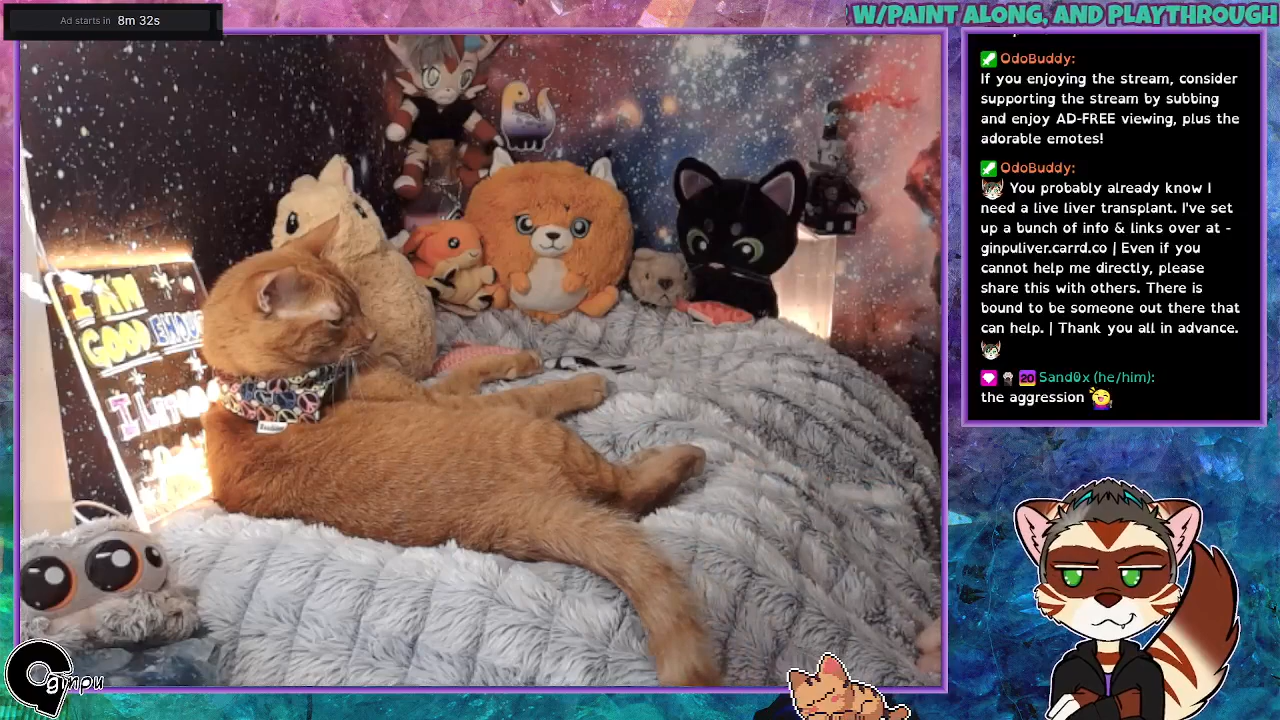 Ad starts in 8m 32s
W/PAINT ALONG, AND PLAYTHROUGH
OdoBuddy:
If you enjoying the stream, consider
supporting the stream by subbing
and enjoy AD-FREE viewing, plus the
adorable emotes!
OdoBuddy:
You probably already know I
need a live liver transplant. I've set
up a bunch of info & links over at -
ginpuliver.carrd.co | Even if you
cannot help me directly, please
share this with others. There is
bound to be someone out there that
can help. | Thank you all in advance.
20 Sand0x (he/him):
the aggression
I AM
GOOD
ginpu